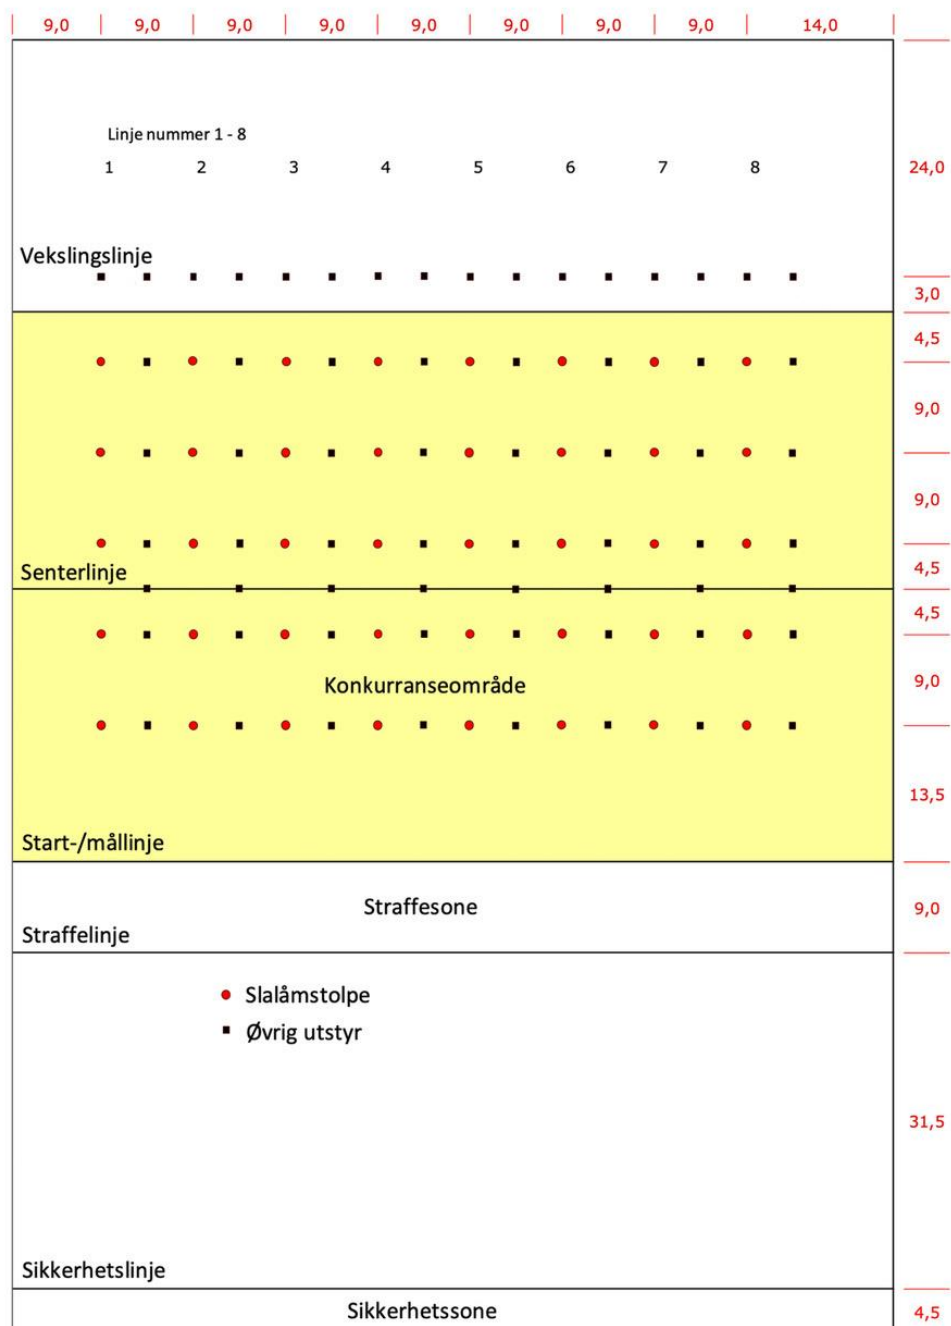 9,0 9,0 9,0 9,0 9,0 9,0 9,0 9,0 14,0
Linje nummer 1 - 8
1 2 3 4 5 6 7 8
24,0
Vekslingslinje
3,0
4,5
9,0
9,0
Senterlinje
4,5
4,5
Konkurranseområde
9,0
13,5
Start-/mållinje
Straffesone
9,0
Straffelinje
Slalåmstolpe
Øvrig utstyr
31,5
Sikkerhetslinje
Sikkerhetssone
4,5